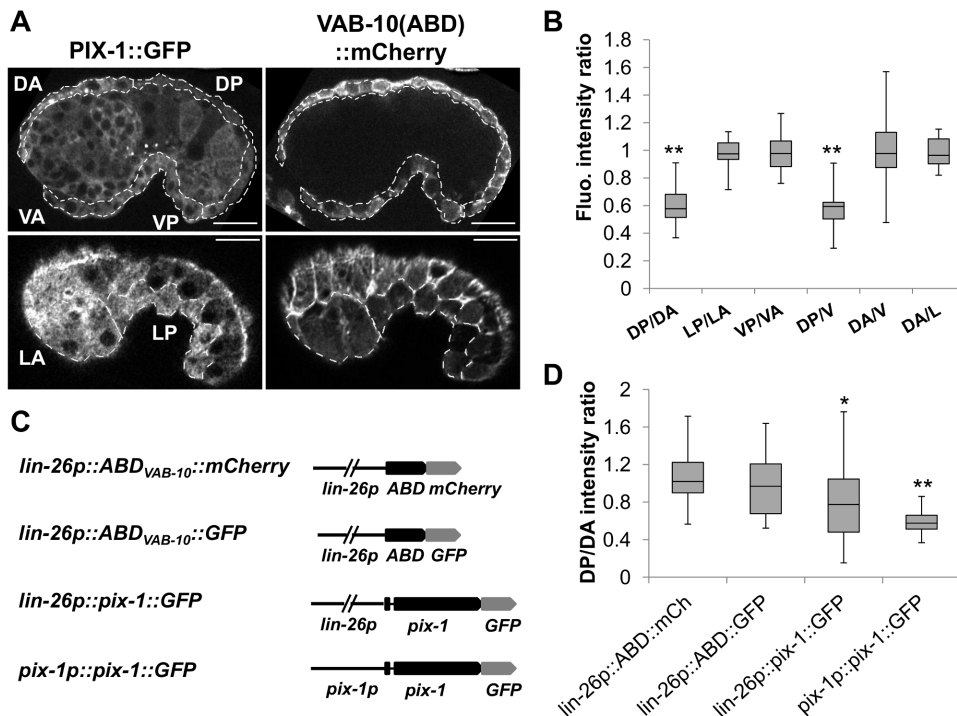 A
PIX-1::GFP
VAB-10(ABD)
::mCherry
DA
DP
VA
VP
LA
LP
B
Fluo. intensity ratio
1.8
1.6
1.4
1.2
1
0.8
0.6
0.4
0.2
0
**
**
DP/DA
LP/LA
VP/VA
DP/V
DA/V
DA/L
C
lin-26p::ABDVAB-10::mCherry
lin-26p ABD mCherry
lin-26p::ABDVAB-10::GFP
lin-26p ABD GFP
lin-26p::pix-1::GFP
lin-26p pix-1 GFP
pix-1p::pix-1::GFP
pix-1p pix-1 GFP
D
DP/DA intensity ratio
2
1.6
1.2
0.8
0.4
0
*
**
lin-26p::ABD::mCh
lin-26p::ABD::GFP
lin-26p::pix-1::GFP
pix-1p::pix-1::GFP